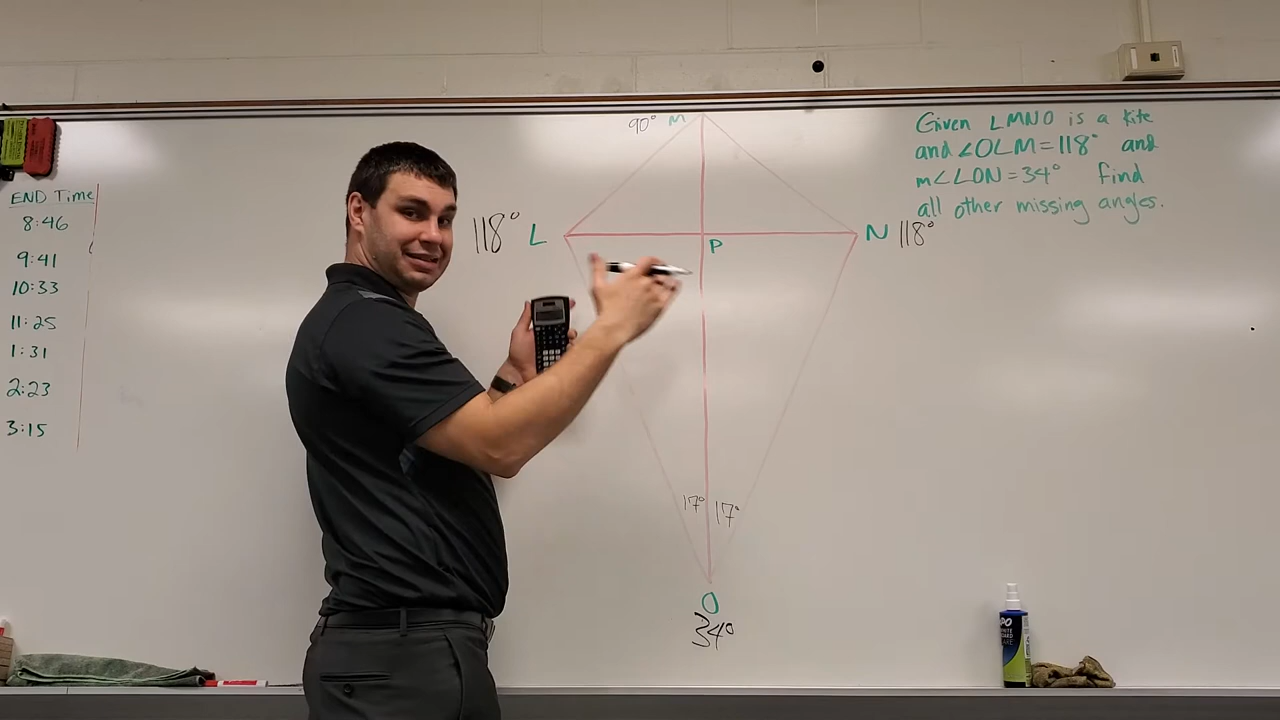 END Time
8:46
9:41
10:33
11:25
1:31
2:23
3:15
90° M
118° L
P
N 118°
17° 17°
O
34°
Given LMNO is a kite
and ∠OLM=118° and
m∠LON=34° find
all other missing angles.